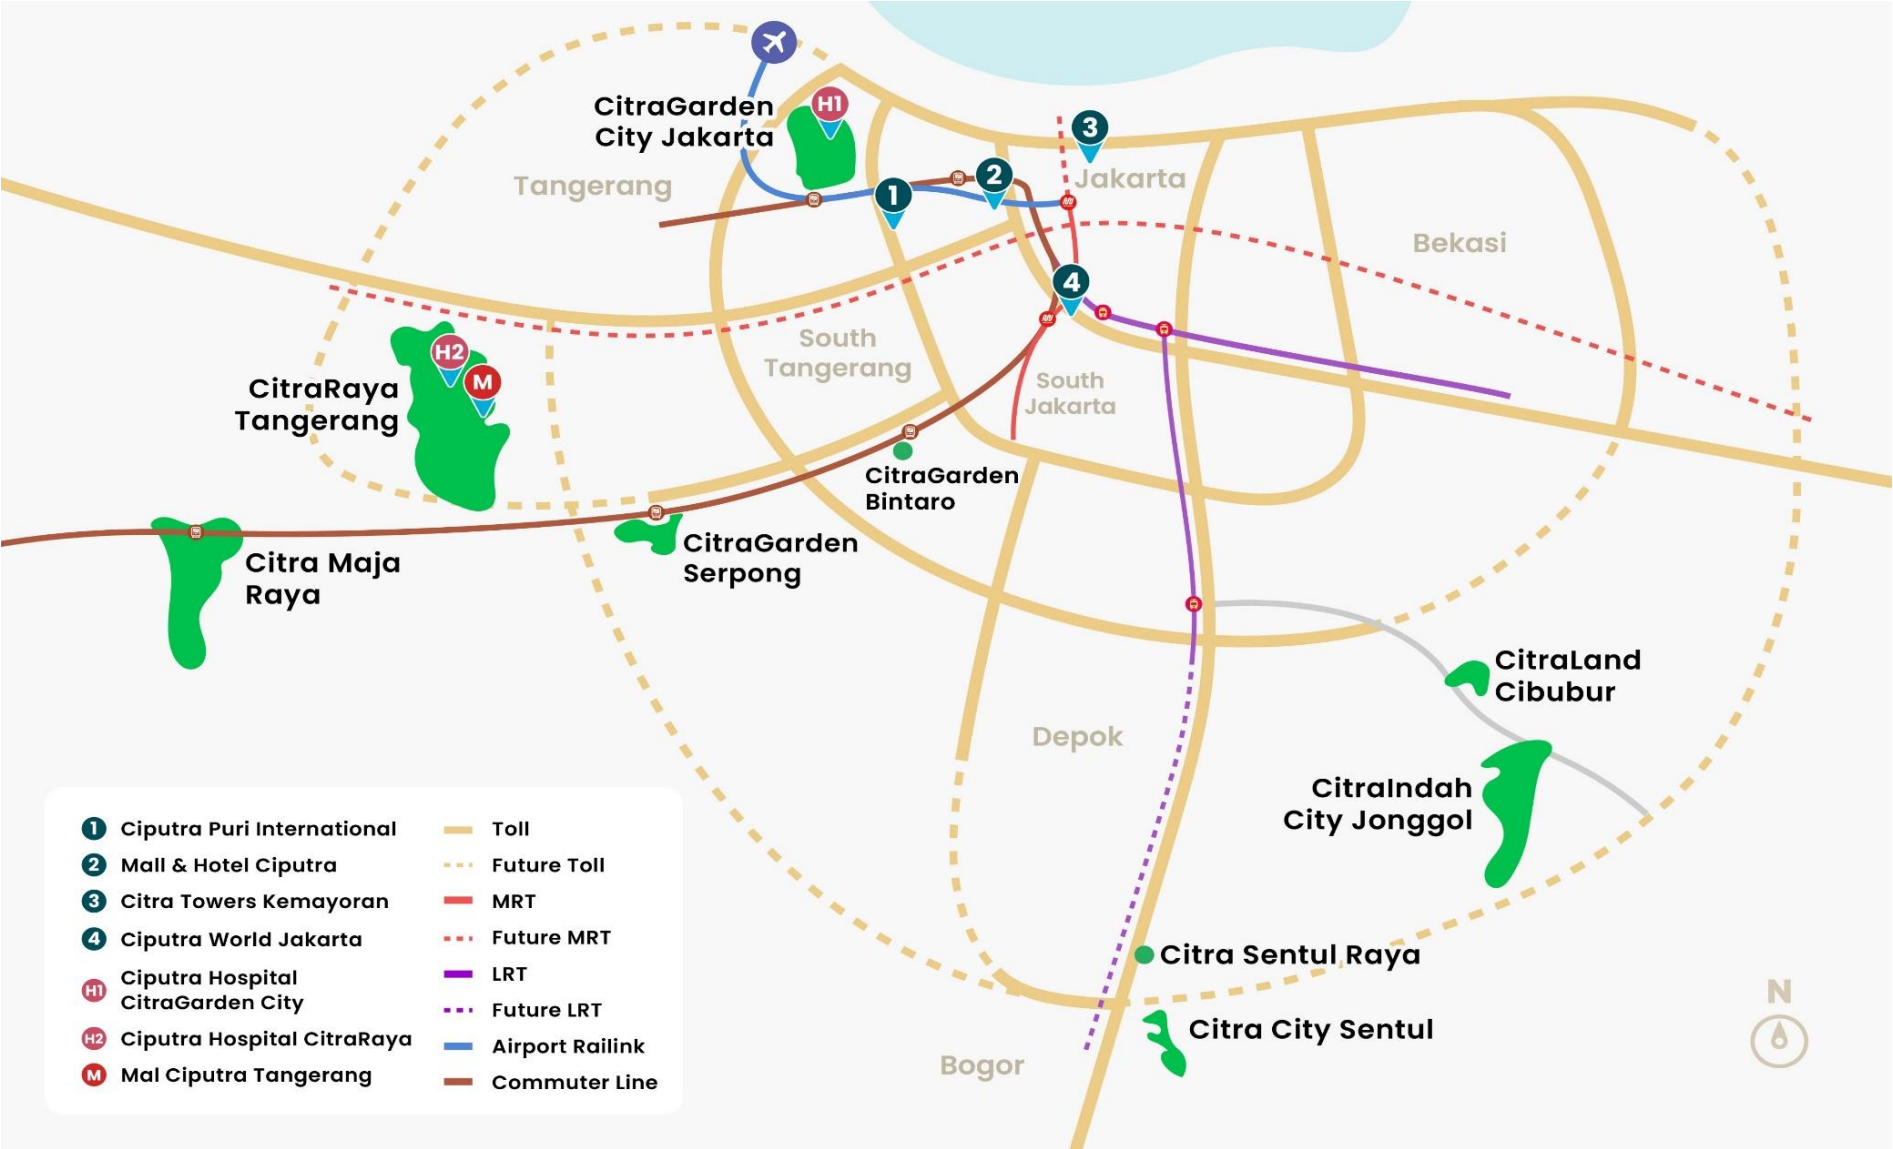 H1
CitraGarden
City Jakarta
3
Tangerang
1
2
Jakarta
Bekasi
4
H2
M
CitraRaya
Tangerang
South
Tangerang
South
Jakarta
CitraGarden
Bintaro
CitraGarden
Serpong
Citra Maja
Raya
CitraLand
Cibubur
Depok
CitraIndah
City Jonggol
Citra Sentul Raya
Citra City Sentul
Bogor
N
1 Ciputra Puri International
2 Mall & Hotel Ciputra
3 Citra Towers Kemayoran
4 Ciputra World Jakarta
H1 Ciputra Hospital
CitraGarden City
H2 Ciputra Hospital CitraRaya
M Mal Ciputra Tangerang
Toll
Future Toll
MRT
Future MRT
LRT
Future LRT
Airport Railink
Commuter Line